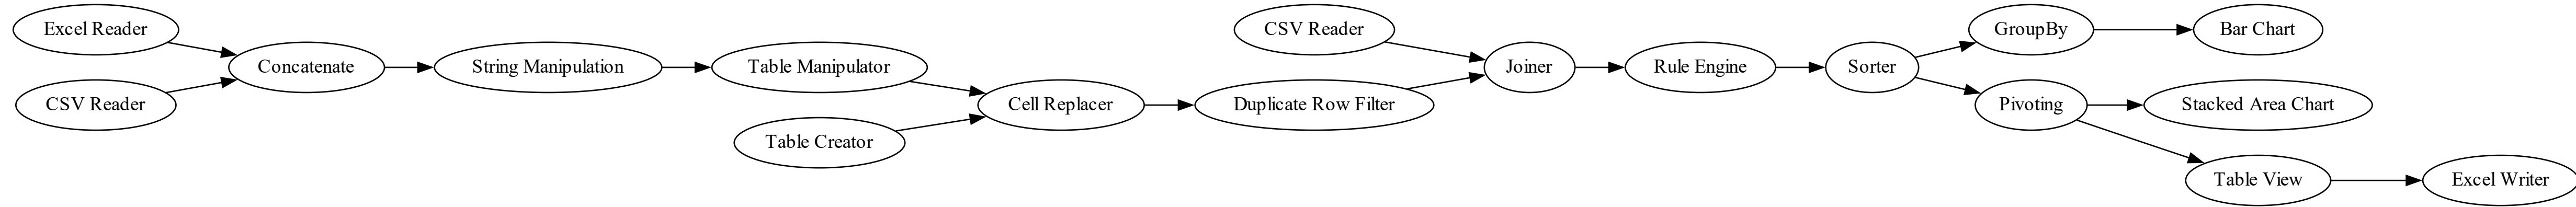 Excel Reader
CSV Reader
Concatenate
String Manipulation
Table Manipulator
Table Creator
Cell Replacer
CSV Reader
Duplicate Row Filter
Joiner
Rule Engine
Sorter
GroupBy
Bar Chart
Pivoting
Stacked Area Chart
Table View
Excel Writer